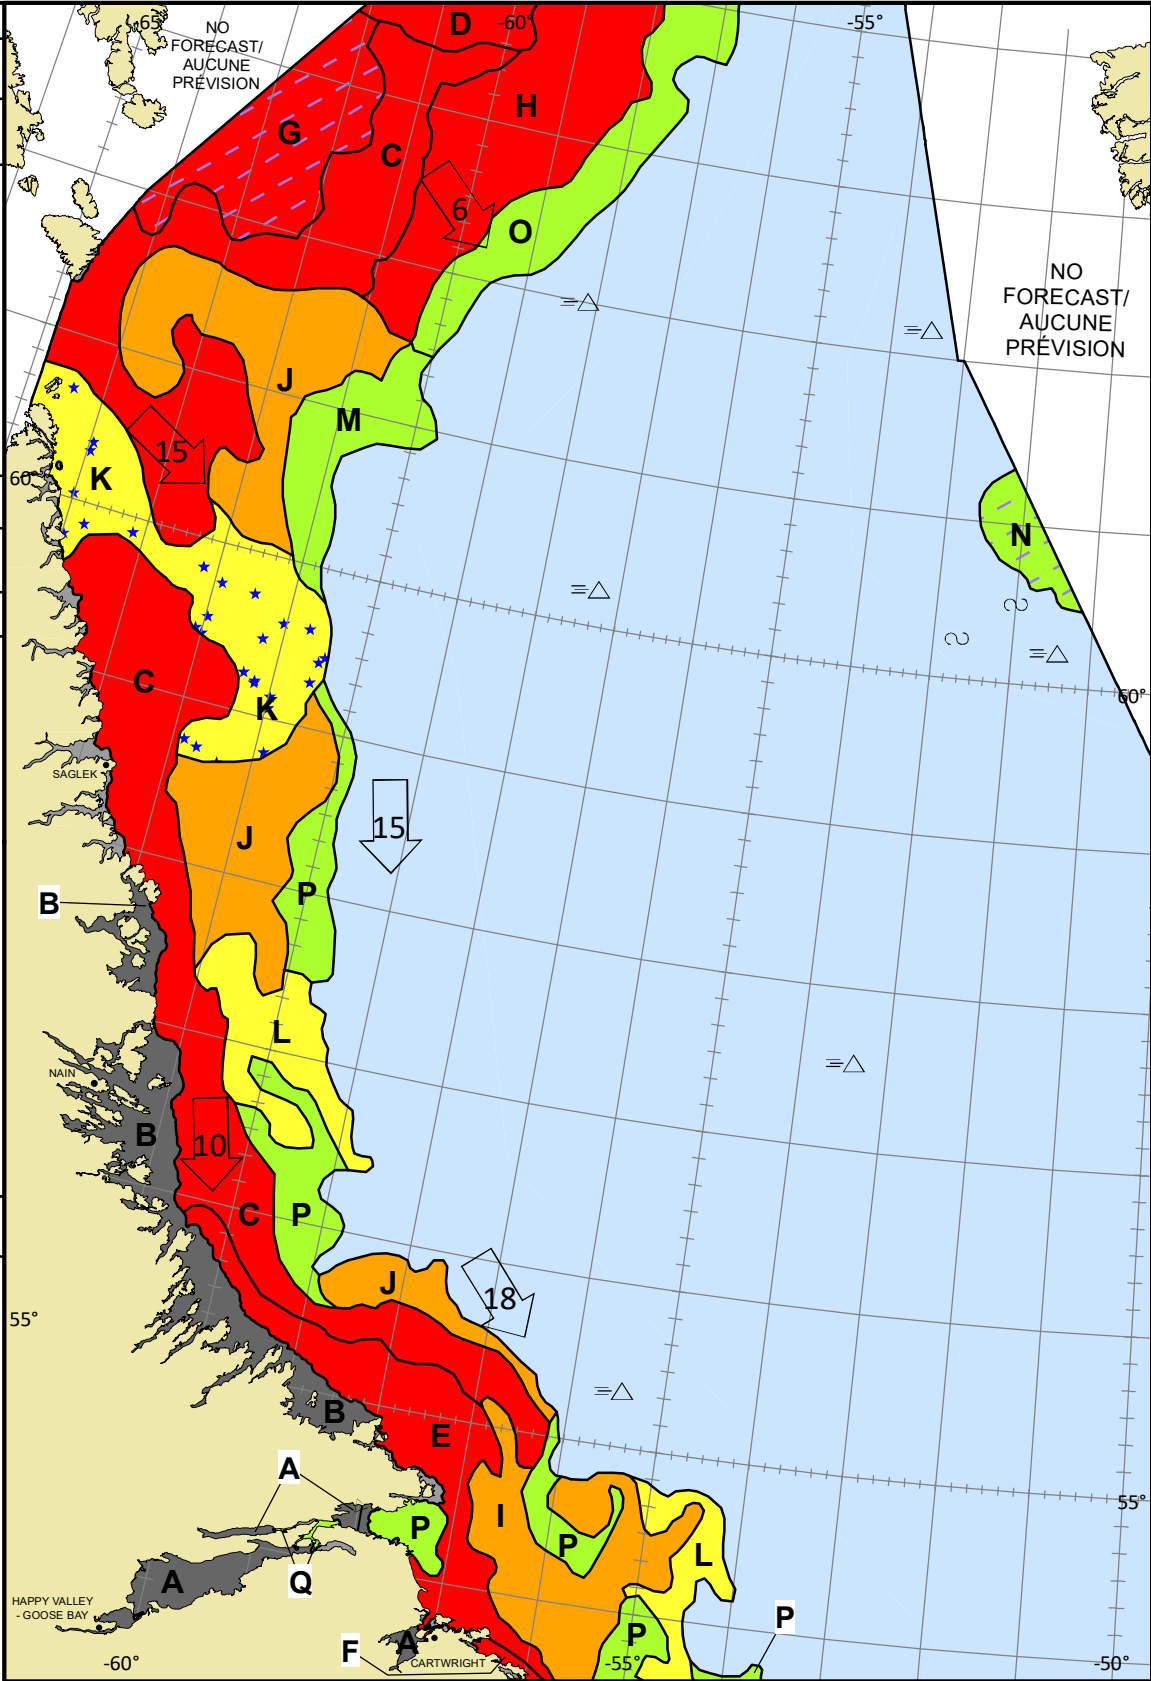 -65°
-60°
-55°
D
NO
FORECAST/
AUCUNE
PRÉVISION
H
G
C
6
O
NO
FORECAST/
AUCUNE
PRÉVISION
J
M
15
K
60°
N
C
60°
K
SAGLEK
15
J
P
B
L
NAIN
B
10
C
P
J
18
55°
B
E
A
55°
I
P
P
L
Q
A
HAPPY VALLEY
- GOOSE BAY
P
P
A
F
CARTWRIGHT
-60°
-55°
-50°